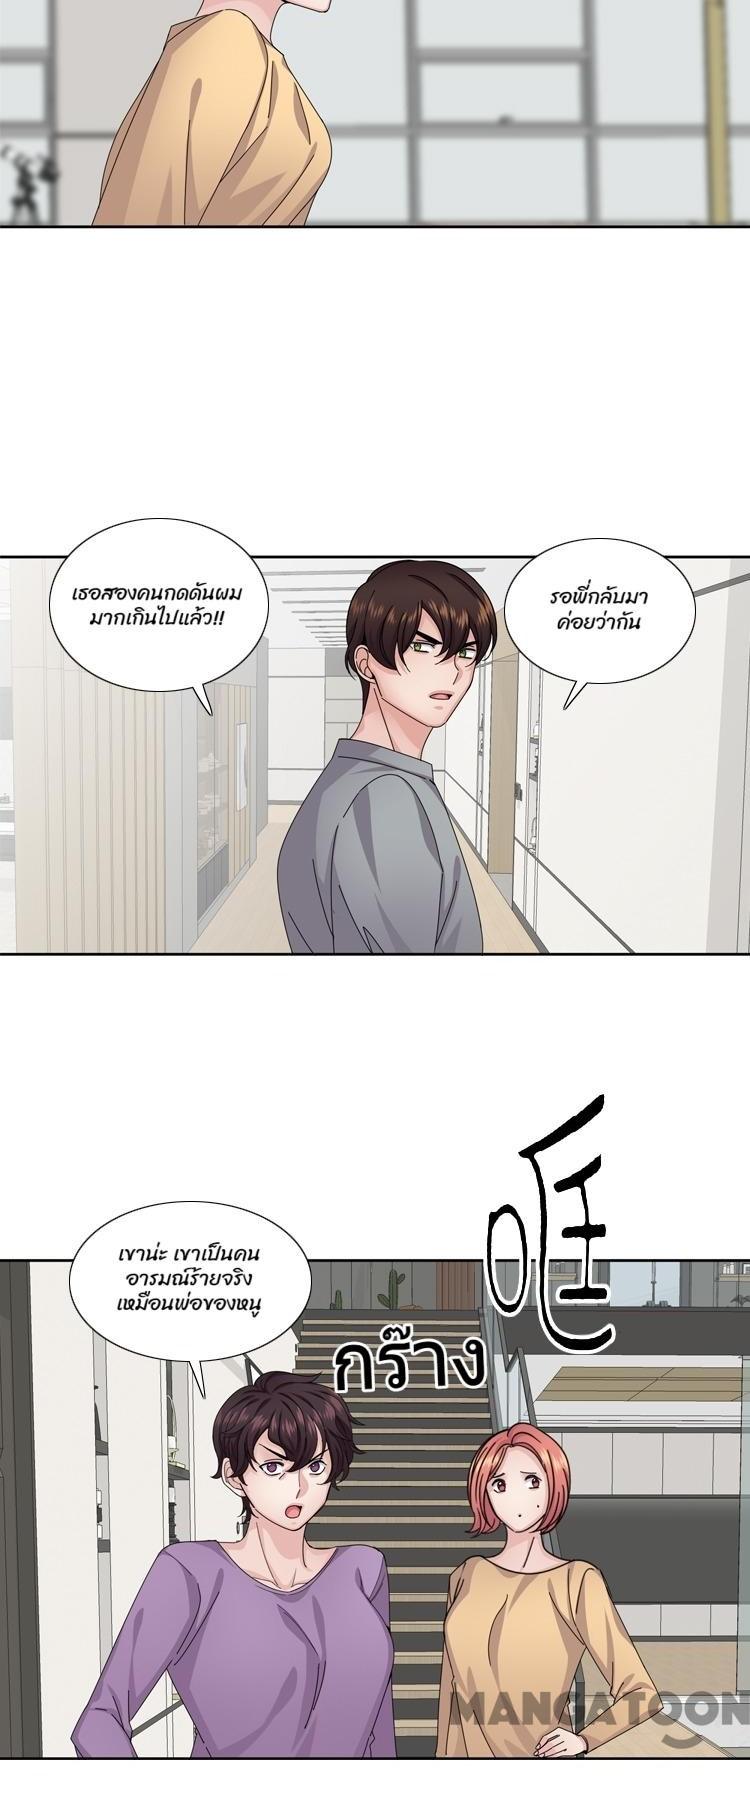 เธอสองคนกดดันผม
มากเกินไปแล้ว!!
รอพี่กลับมา
ค่อยว่ากัน
เขาน่ะ เขาเป็นคน
อารมณ์ร้ายจริง
เหมือนพ่อของหนู
哐
กร๊าง
MANGATOON